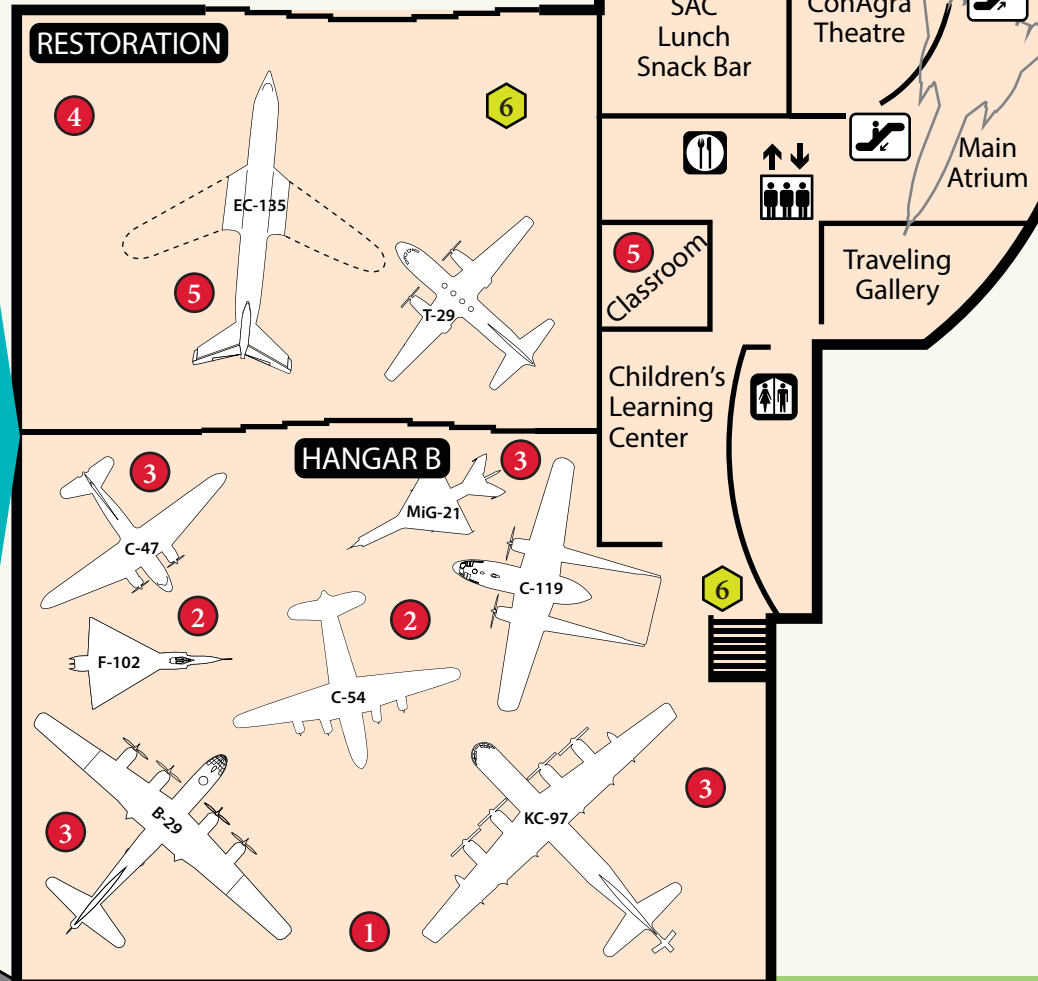 SAC
Lunch
Snack Bar
ConAgra
Theatre
RESTORATION
4
6
EC-135
Main
Atrium
5
T-29
5
Classroom
Traveling
Gallery
Children's
Learning
Center
HANGAR B
3
3
MiG-21
C-47
C-119
6
2
2
F-102
C-54
3
B-29
KC-97
3
1